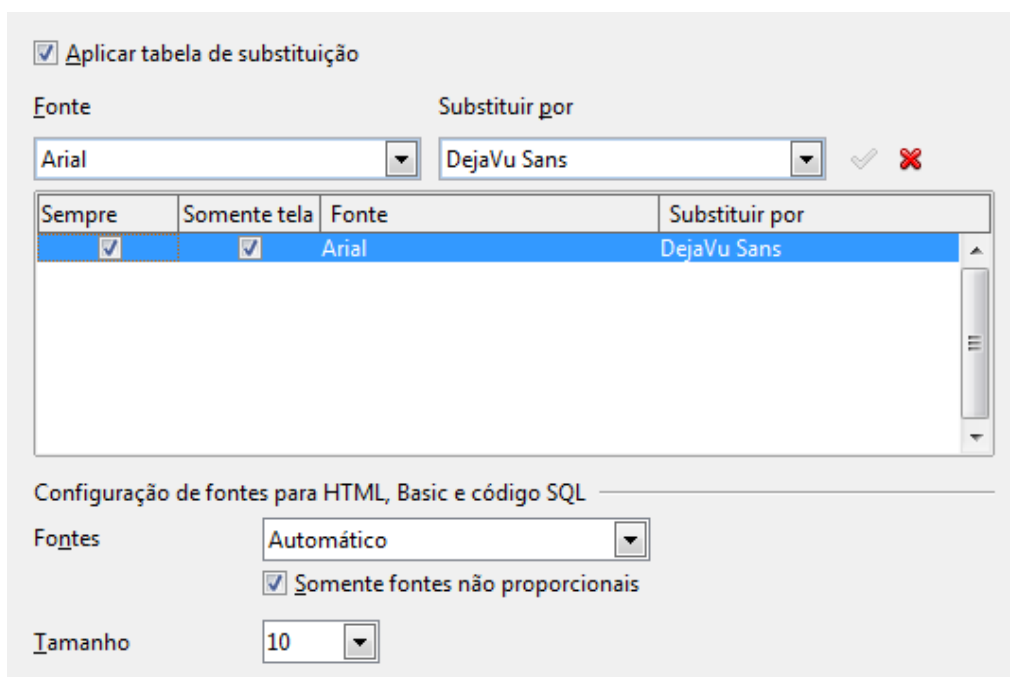 Aplicar tabela de substituição
Fonte Substituir por
Arial DejaVu Sans
Sempre Somente tela Fonte Substituir por
Arial DejaVu Sans
Configuração de fontes para HTML, Basic e código SQL
Fontes Automático
Somente fontes não proporcionais
Tamanho 10